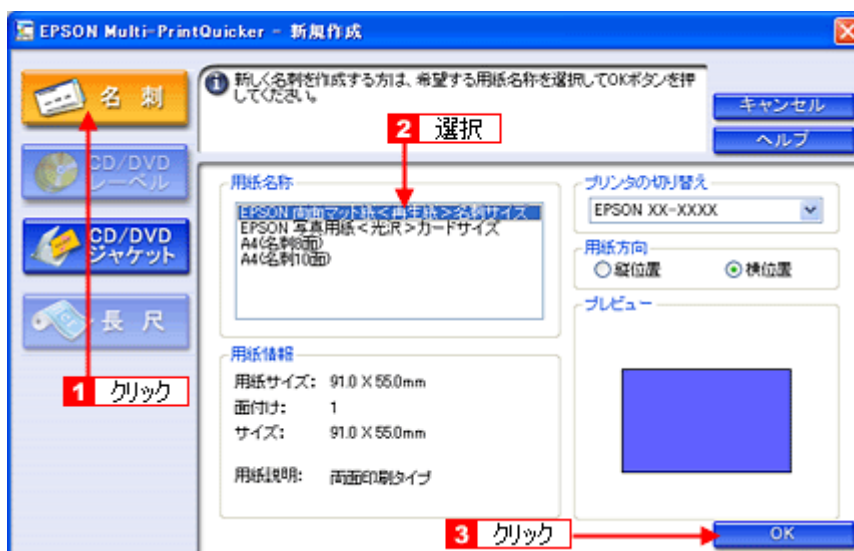 EPSON Multi-PrintQuicker - 新規作成
名 刺
CD/DVD
レーベル
CD/DVD
ジャケット
長 尺
1 クリック
新しく名刺を作成する方は、希望する用紙名称を選択してOKボタンを押
してください。
2 選択
キャンセル
ヘルプ
用紙名称
EPSON 両面マット紙<再生紙>名刺サイズ
EPSON 写真用紙<光沢>カードサイズ
A4(名刺8面)
A4(名刺10面)
用紙情報
用紙サイズ: 91.0 X 55.0mm
面付け: 1
サイズ: 91.0 X 55.0mm
用紙説明: 両面印刷タイプ
プリンタの切り替え
EPSON XX-XXXX
用紙方向
縦位置 横位置
プレビュー
3 クリック
OK